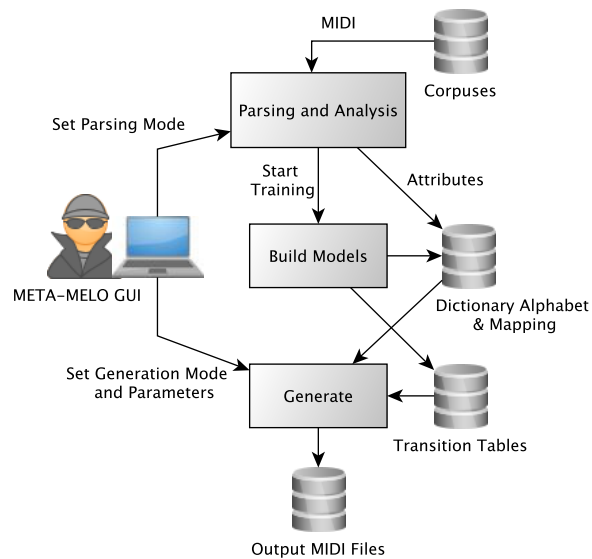 MIDI
Corpuses
Parsing and Analysis
Set Parsing Mode
Start
Training
Attributes
Build Models
META-MELO GUI
Dictionary Alphabet
& Mapping
Set Generation Mode
and Parameters
Generate
Transition Tables
Output MIDI Files